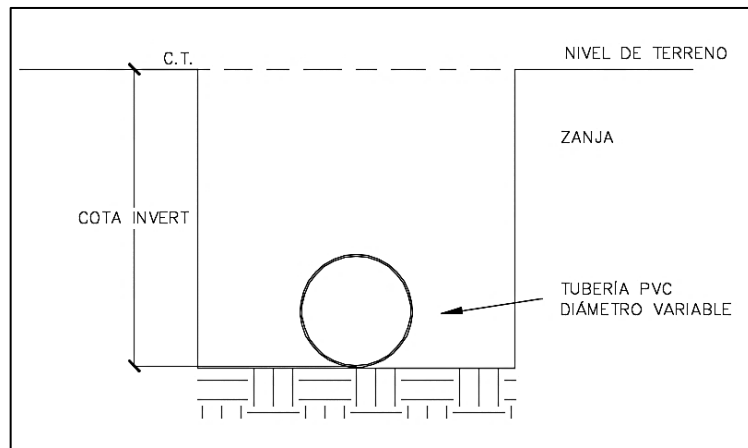 C.T.
NIVEL DE TERRENO
ZANJA
COTA INVERT
TUBERÍA PVC
DIÁMETRO VARIABLE